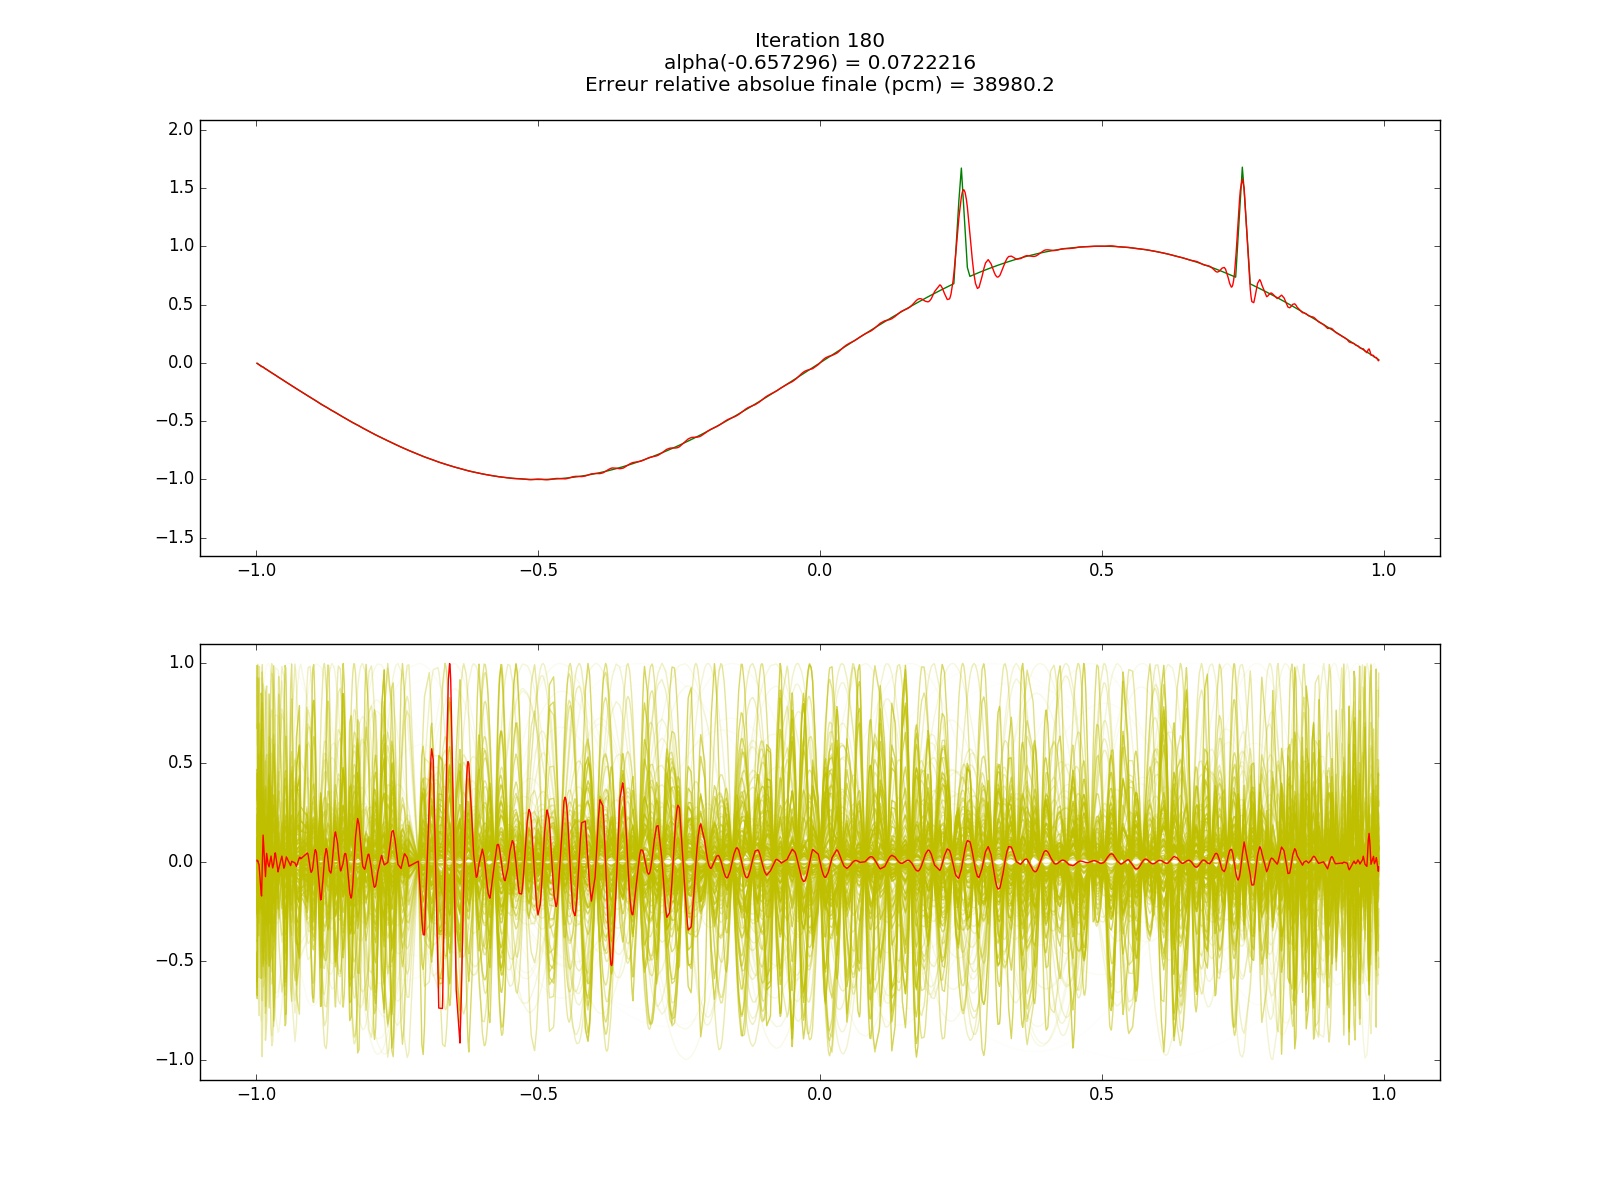 Iteration 180
alpha(-0.657296) = 0.0722216
Erreur relative absolue finale (pcm) = 38980.2
2.0
1.5
1.0
0.5
0.0
−0.5
−1.0
−1.5
−1.0 −0.5 0.0 0.5 1.0
1.0
0.5
0.0
−0.5
−1.0
−1.0 −0.5 0.0 0.5 1.0